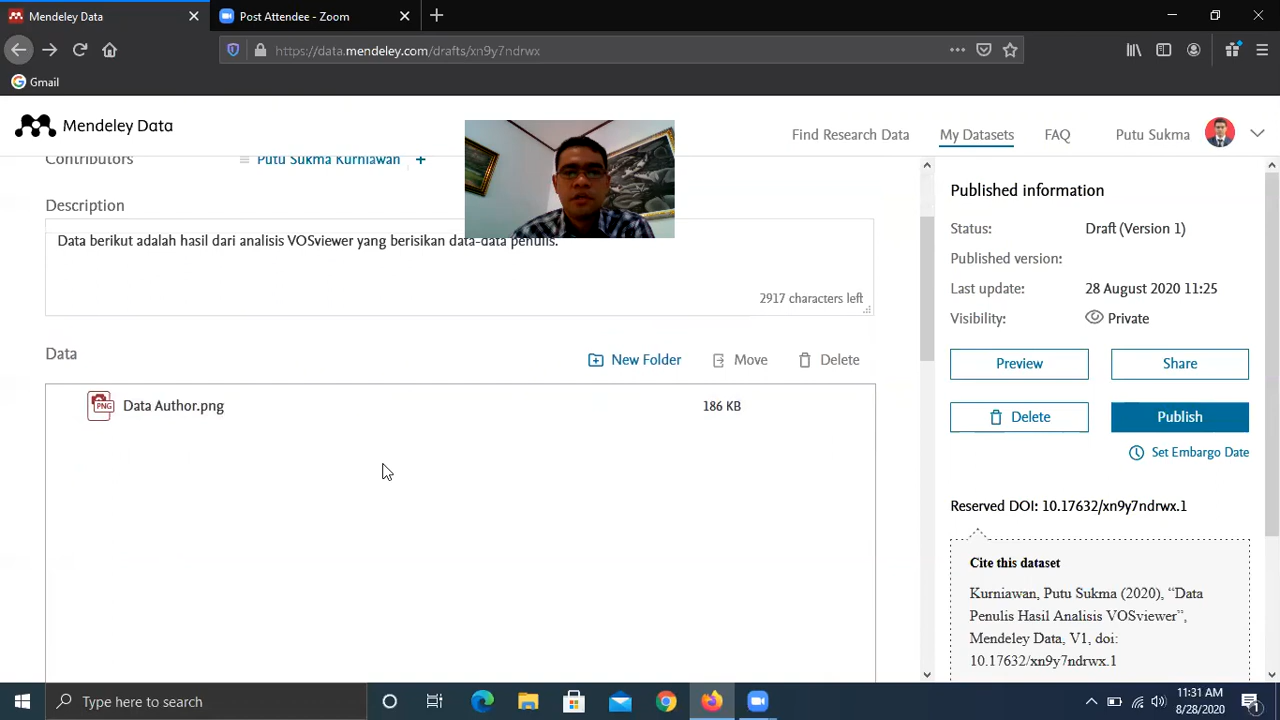 Mendeley Data
Post Attendee - Zoom
https://data.mendeley.com/drafts/xn9y7ndrwx
Gmail
Mendeley Data
Find Research Data
My Datasets
FAQ
Putu Sukma
Contributors
Putu Sukma Kurniawan +
Description
Data berikut adalah hasil dari analisis VOSviewer yang berisikan data-data penulis.
2917 characters left
Data
New Folder
Move
Delete
PNG
Data Author.png
186 KB
Published information
Status: Draft (Version 1)
Published version:
Last update: 28 August 2020 11:25
Visibility: Private
Preview
Share
Delete
Publish
Set Embargo Date
Reserved DOI: 10.17632/xn9y7ndrwx.1
Cite this dataset
Kurniawan, Putu Sukma (2020), “Data
Penulis Hasil Analisis VOSviewer”,
Mendeley Data, V1, doi:
10.17632/xn9y7ndrwx.1
Type here to search
11:31 AM
8/28/2020
1